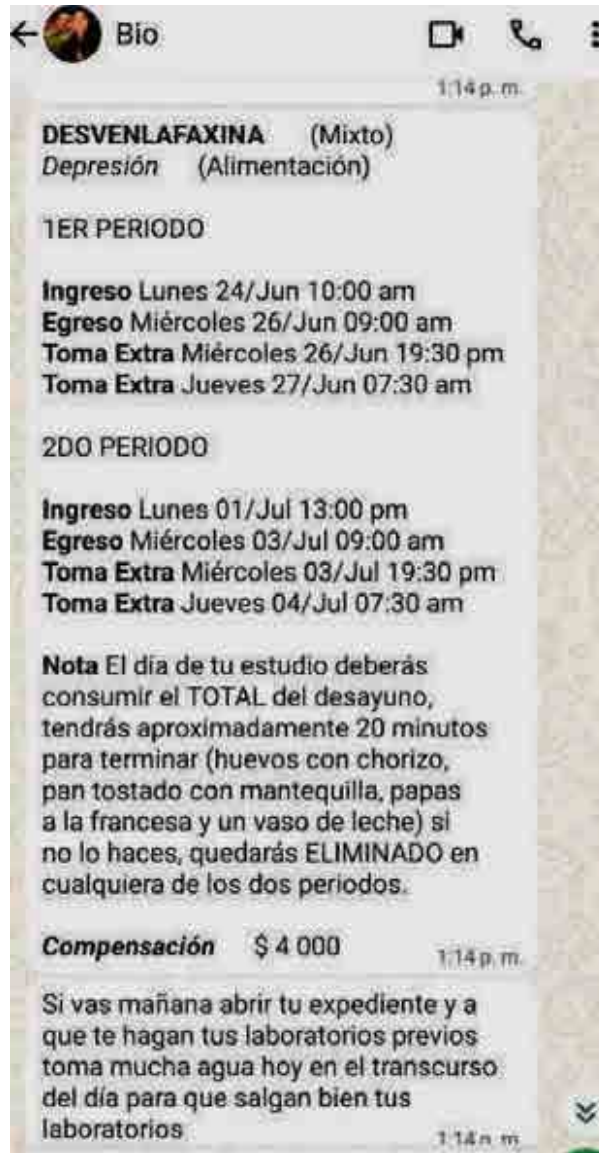 Bio
1:14 p. m.
DESVENLAFAXINA (Mixto)
Depresión (Alimentación)
1ER PERIODO
Ingreso Lunes 24/Jun 10:00 am
Egreso Miércoles 26/Jun 09:00 am
Toma Extra Miércoles 26/Jun 19:30 pm
Toma Extra Jueves 27/Jun 07:30 am
2DO PERIODO
Ingreso Lunes 01/Jul 13:00 pm
Egreso Miércoles 03/Jul 09:00 am
Toma Extra Miércoles 03/Jul 19:30 pm
Toma Extra Jueves 04/Jul 07:30 am
Nota El día de tu estudio deberás
consumir el TOTAL del desayuno,
tendrás aproximadamente 20 minutos
para terminar (huevos con chorizo,
pan tostado con mantequilla, papas
a la francesa y un vaso de leche) si
no lo haces, quedarás ELIMINADO en
cualquiera de los dos periodos.
Compensación $ 4 000
1:14 p. m.
Si vas mañana abrir tu expediente y a
que te hagan tus laboratorios previos
toma mucha agua hoy en el transcurso
del día para que salgan bien tus
laboratorios
1:14 p. m.